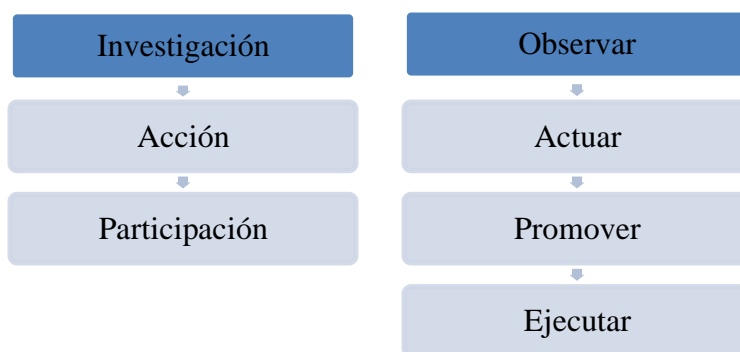 Investigación
Acción
Participación
Observar
Actuar
Promover
Ejecutar